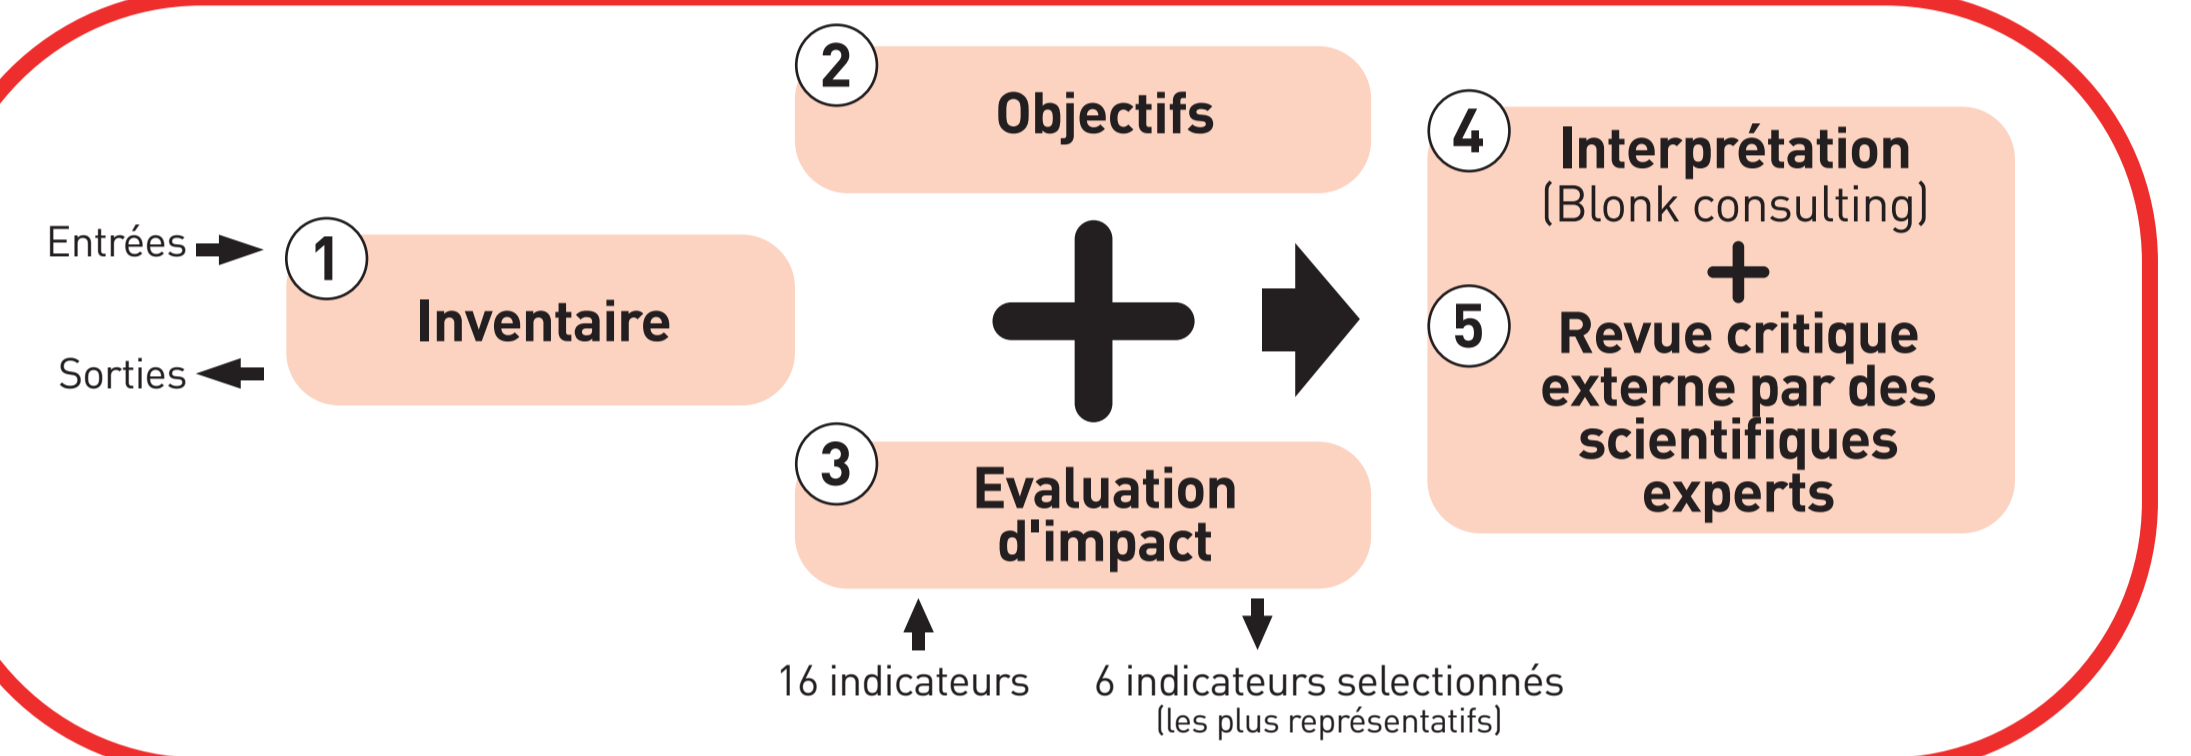 Entrées
Sorties
1
Inventaire
2
Objectifs
3
Evaluation
d'impact
16 indicateurs
6 indicateurs selectionnés
(les plus représentatifs)
4
Interprétation
(Blonk consulting)
5
Revue critique
externe par des
scientifiques
experts